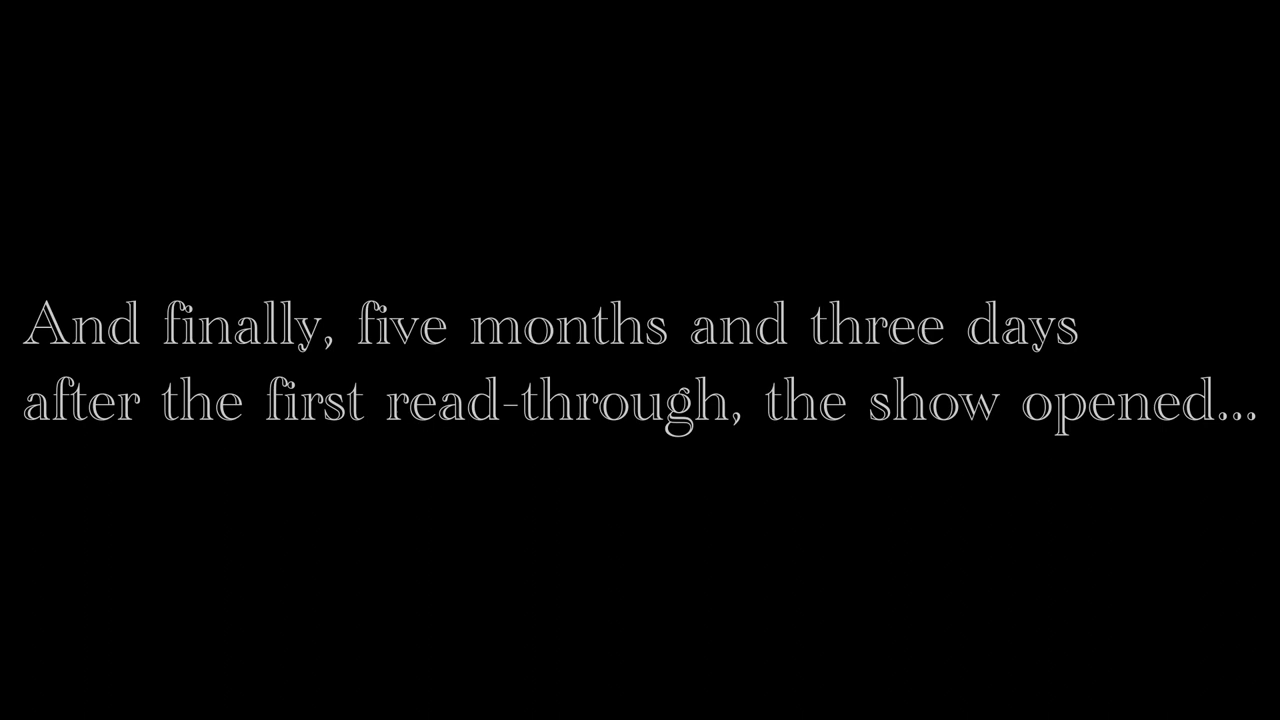 And finally, five months and three days
after the first read-through, the show opened...